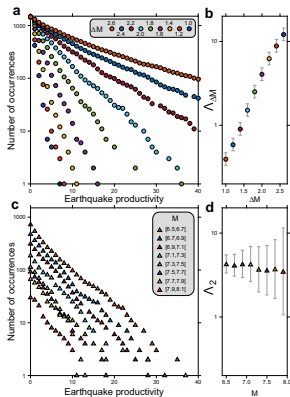 a
1000
100
10
1
Number of occurrences
ΔM
2.6 2.2 1.8 1.4 1.0
2.4 2.0 1.6 1.2
0 10 20 30 40
Earthquake productivity
b
10
1
Λ ΔM
1.0 1.5 2.0 2.5
ΔM
c
1000
100
10
1
Number of occurrences
M
[6.5,6.7]
[6.7,6.9]
[6.9,7.1]
[7.1,7.3]
[7.3,7.5]
[7.5,7.7]
[7.7,7.9]
[7.9,8.1]
0 10 20 30 40
Earthquake productivity
d
10
1
Λ 2
6.5 7.0 7.5 8.0
M